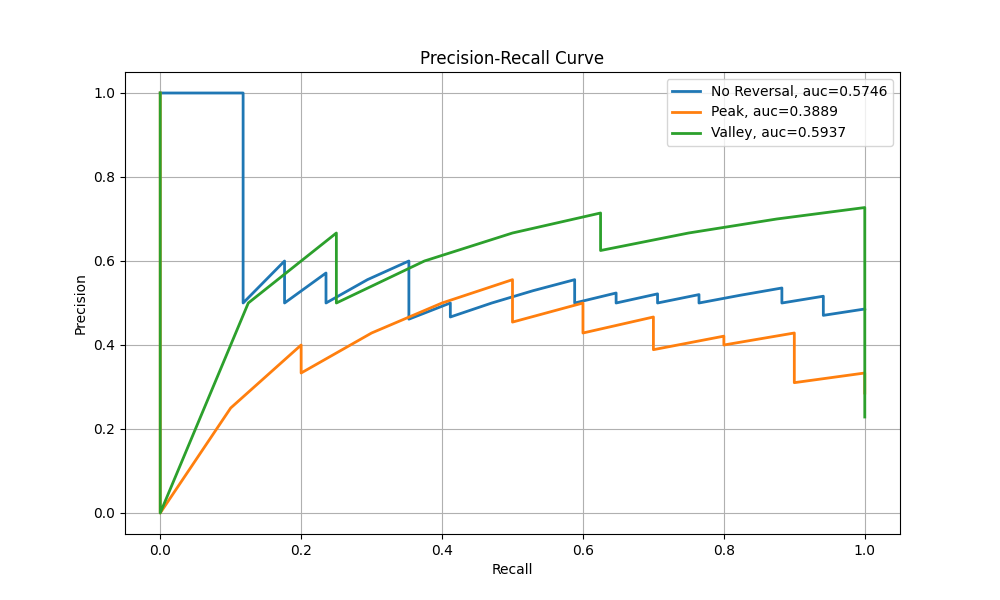 Precision-Recall Curve
No Reversal, auc=0.5746
Peak, auc=0.3889
Valley, auc=0.5937
Precision
1.0
0.8
0.6
0.4
0.2
0.0
0.0 0.2 0.4 0.6 0.8 1.0
Recall